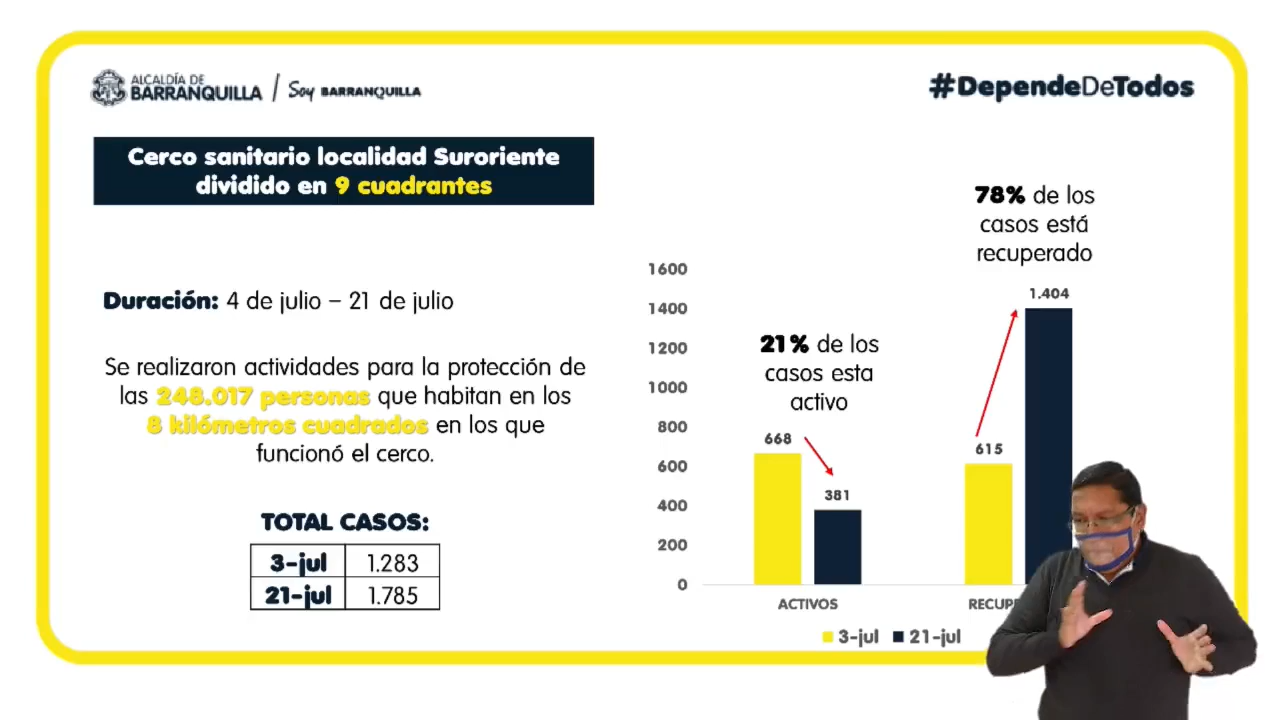 ALCALDÍA DE
BARRANQUILLA
Soy BARRANQUILLA
#DependeDeTodos
Cerco sanitario localidad Suroriente
dividido en 9 cuadrantes
Duración: 4 de julio – 21 de julio
Se realizaron actividades para la protección de
las 248.017 personas que habitan en los
8 kilómetros cuadrados en los que
funcionó el cerco.
TOTAL CASOS:
3-jul 1.283
21-jul 1.785
78% de los
casos está
recuperado
21% de los
casos esta
activo
1600
1400
1200
1000
800
600
400
200
0
668
381
615
1.404
ACTIVOS
3-jul 21-jul